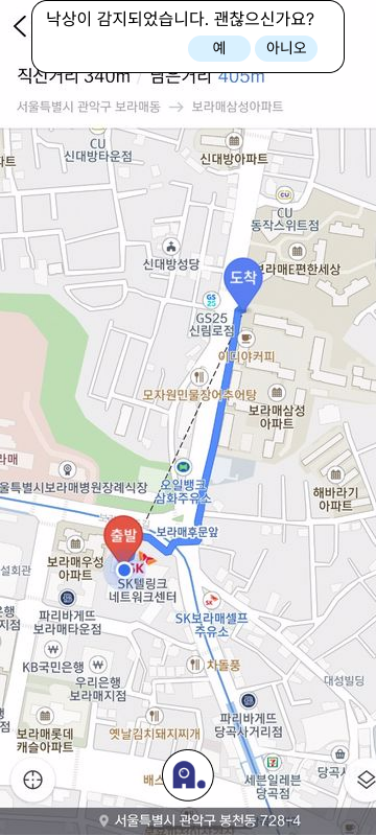 낙상이 감지되었습니다. 괜찮으신가요?
예
아니오
직선거리 340m
남은거리 405m
서울특별시 관악구 보라매동 → 보라매삼성아파트
CU
신대방타운점
신대방아파트
CU
동작스위트점
신대방성당
도착
보라매E편한세상
GS25
GS25
신림로점
이디야커피
모자원민물장어추어탕
보라매삼성
아파트
오일뱅크
삼화주유소
해바라기
아파트
울특별시보라매병원장례식장
라매
출발
보라매후문앞
보라매우성
아파트
SK
SK텔링크
네트워크센터
설회관
파리바게뜨
보라매타운점
SK보라매셀프
주유소
은행
지점
KB국민은행
우리은행
보라매지점
차돌풍
대성빌딩
파리바게뜨
당곡사거리점
보라매롯데
캐슬아파트
옛날김치돼지찌개
세븐일레븐
당곡점
서울특별시 관악구 봉천동 728-4